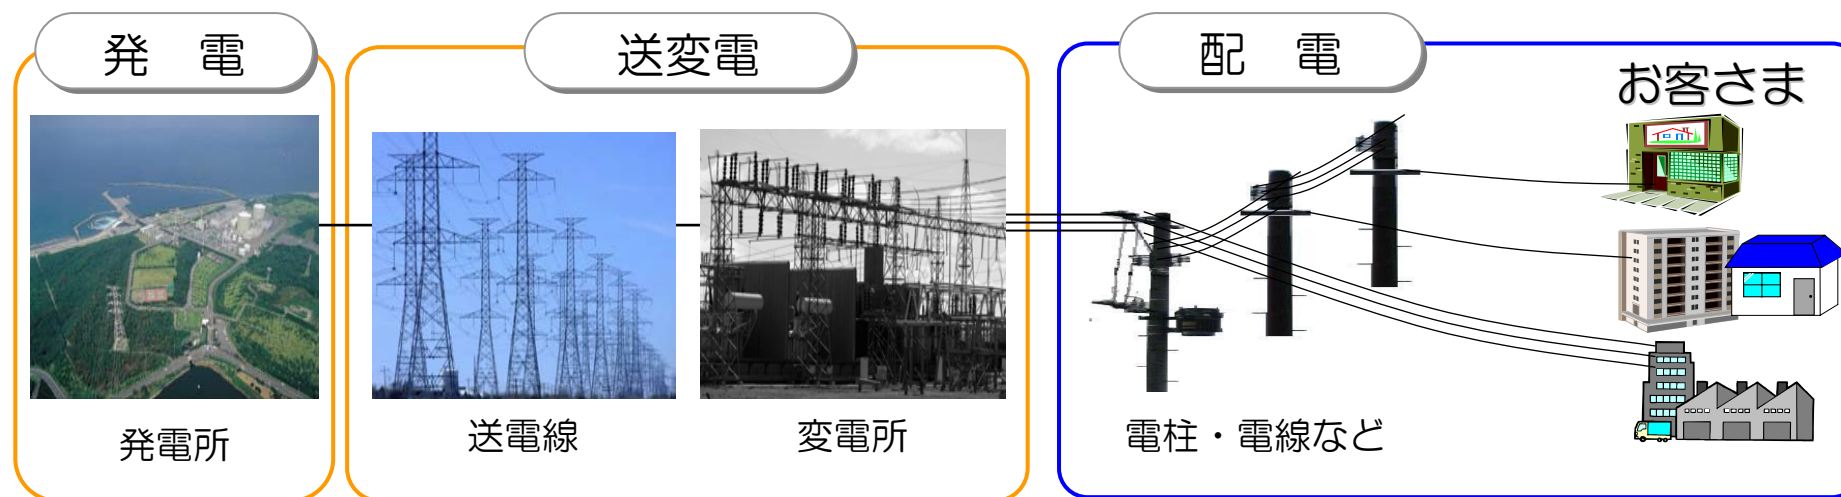 発　電
送変電
配　電
お客さま
発電所
送電線
変電所
電柱・電線など